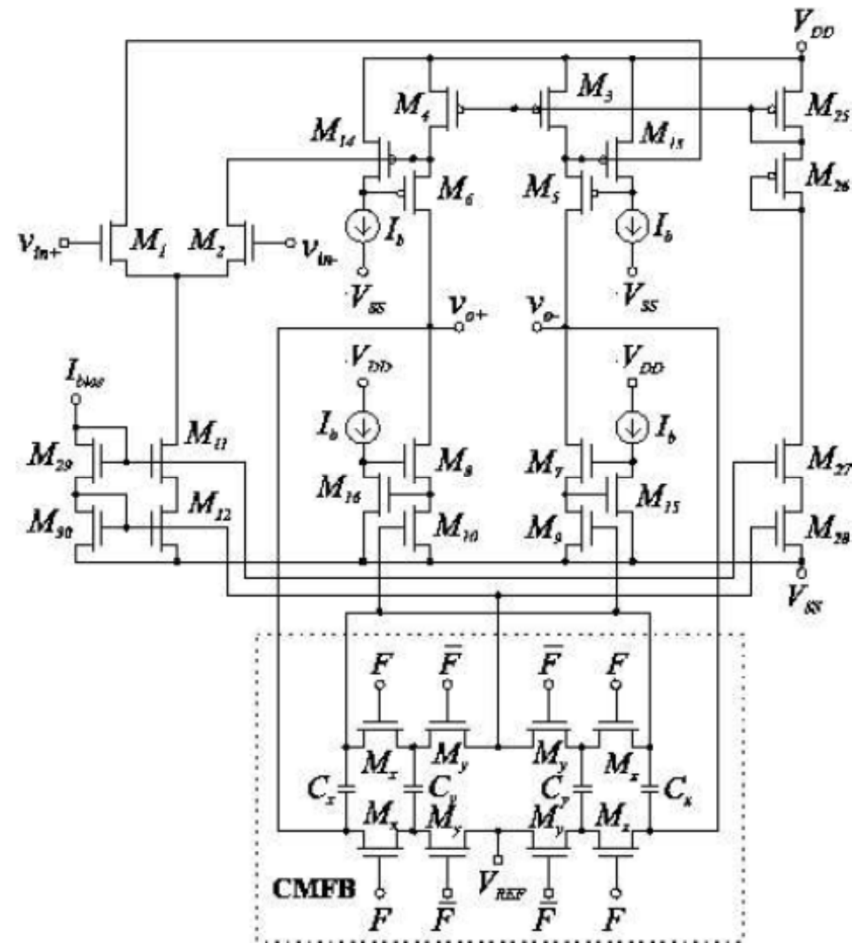 V_DD
M_4
M_3
M_25
M_14
M_13
M_26
M_6
M_5
v_in+
M_1
M_2
v_in-
I_b
I_b
V_SS
V_SS
v_o+
v_o-
I_bias
V_DD
V_DD
M_29
M_11
I_b
I_b
M_8
M_7
M_27
M_30
M_12
M_16
M_10
M_9
M_15
M_28
V_SS
F
F̅
F̅
F
M_x
M_y
M_y
M_x
C_x
C_y
C_y
C_x
M_x
M_y
M_y
M_x
CMFB
V_REF
F
F̅
F̅
F